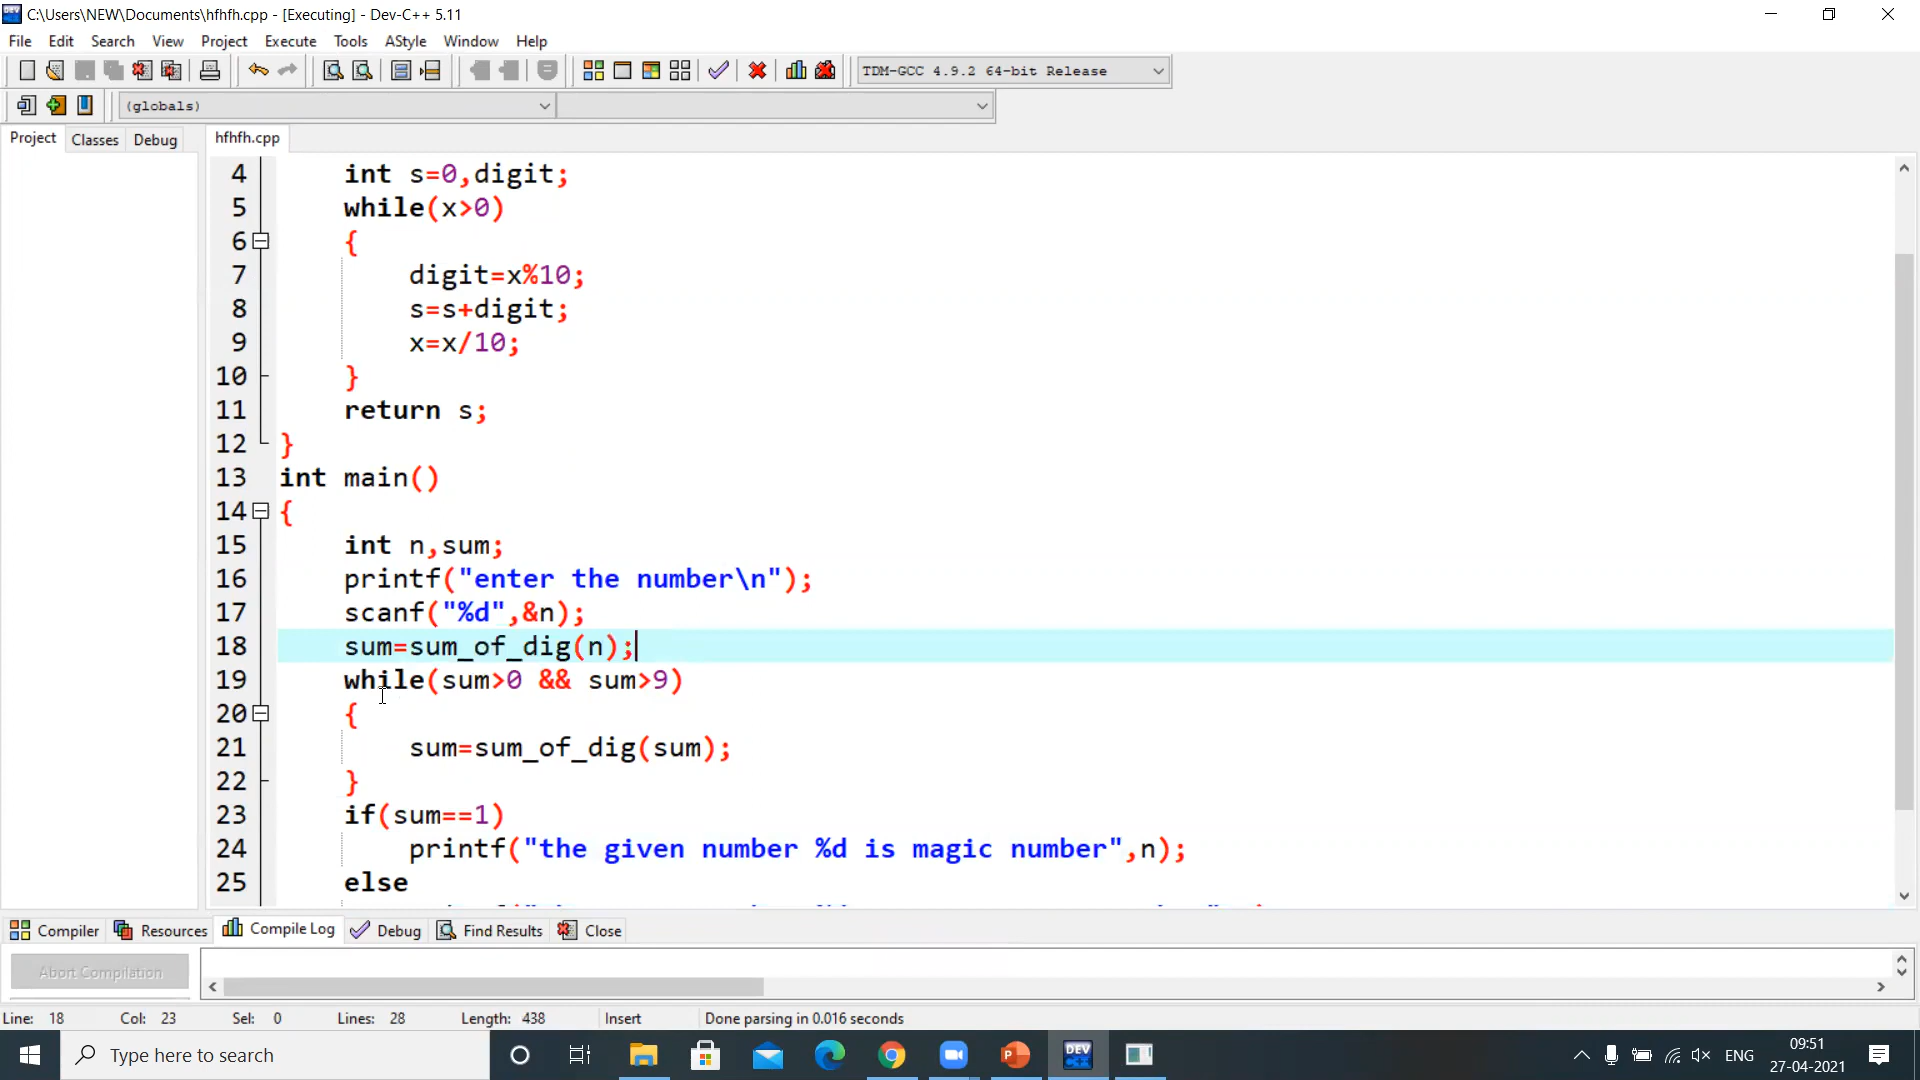 C:\Users\NEW\Documents\hfhfh.cpp - [Executing] - Dev-C++ 5.11
File Edit Search View Project Execute Tools AStyle Window Help
TDM-GCC 4.9.2 64-bit Release
(globals)
Project Classes Debug hfhfh.cpp
4 int s=0,digit;
5 while(x>0)
6 {
7 digit=x%10;
8 s=s+digit;
9 x=x/10;
10 }
11 return s;
12 }
13 int main()
14 {
15 int n,sum;
16 printf("enter the number\n");
17 scanf("%d",&n);
18 sum=sum_of_dig(n);
19 while(sum>0 && sum>9)
20 {
21 sum=sum_of_dig(sum);
22 }
23 if(sum==1)
24 printf("the given number %d is magic number",n);
25 else
Compiler Resources Compile Log Debug Find Results Close
Abort Compilation
Line: 18 Col: 23 Sel: 0 Lines: 28 Length: 438 Insert Done parsing in 0.016 seconds
Type here to search
DEV
C++
ENG
09:51
27-04-2021